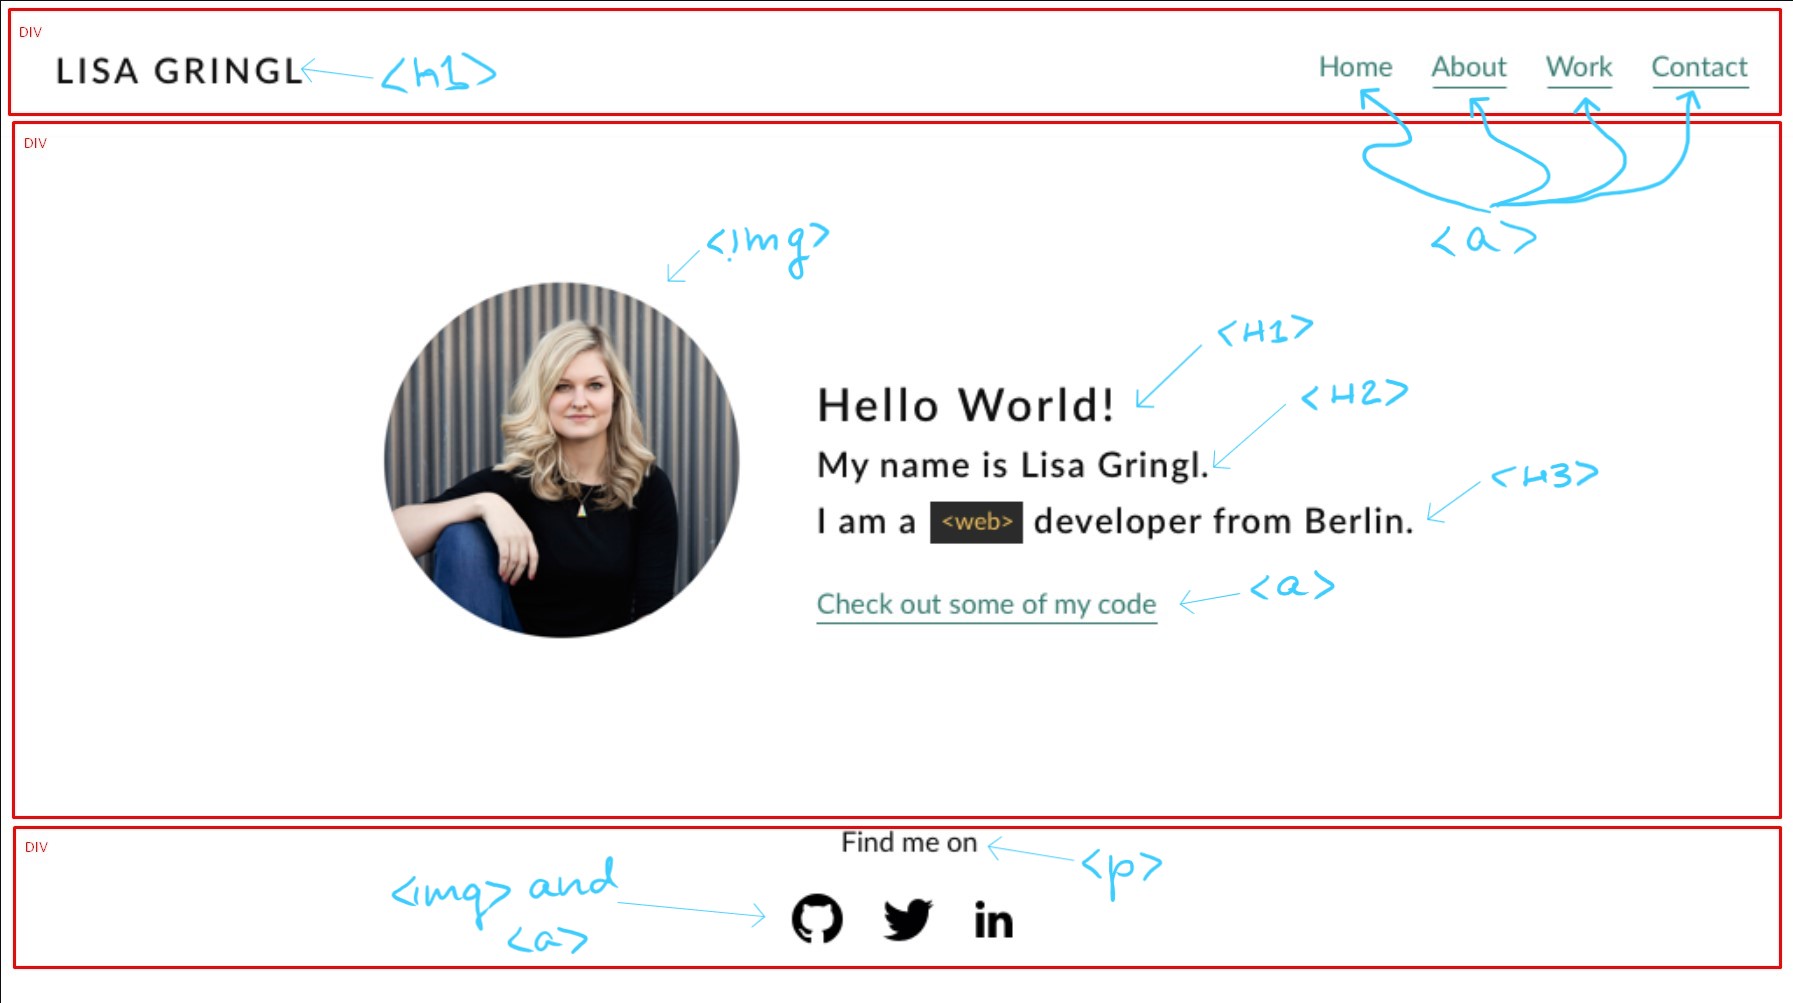 DIV
LISA GRINGL <h1> Home About Work Contact
DIV
<img>
<a>
<H1>
Hello World!
<H2>
My name is Lisa Gringl.
<H3>
I am a <web> developer from Berlin.
<a>
Check out some of my code
DIV
Find me on
<p>
<img> and
<a>
in